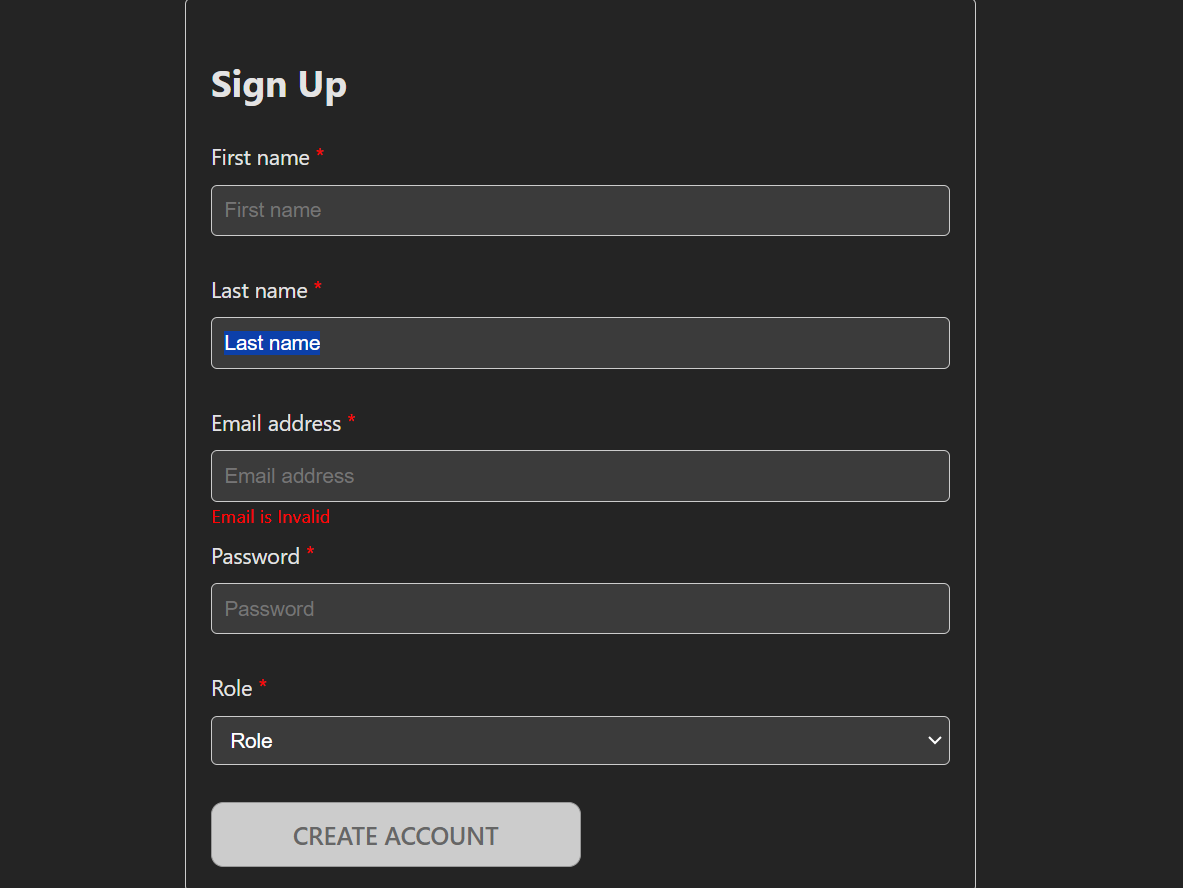 Sign Up
First name *
First name
Last name *
Last name
Email address *
Email address
Email is Invalid
Password *
Password
Role *
Role
CREATE ACCOUNT